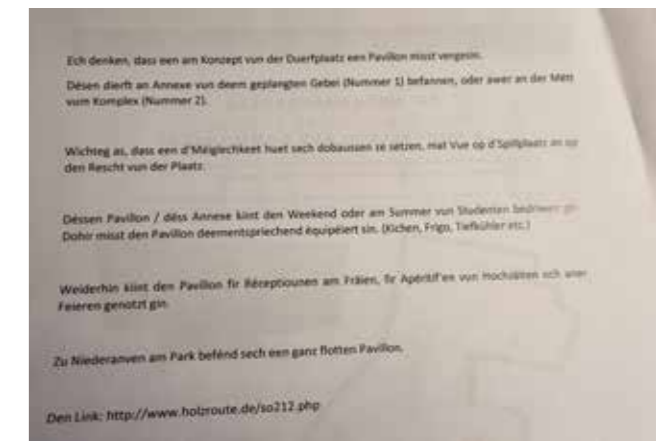 Ech denken, dass een am Konzept vun der Duerfplaatz een Pavillon misst vergesin.
Désen dierft an Annexe vun deem geplangten Gebei (Nummer 1) befannen, oder awer an der Mëtt
vum Komplex (Nummer 2).
Wichteg as, dass een d'Méiglechkeet huet sech dobaussen ze setzen, mat Vue op d'Spillplaatz an op
den Rescht vun der Plaatz.
Dëssen Pavillon / dëss Annexe kint den Weekend oder am Summer vun Studenten bedriwen gin
Dohir misst den Pavillon deementspriechend équipéiert sin. (Kichen, Frigo, Tiefkühler etc.)
Weiderhin kint den Pavillon fir Réceptiounen am Fräien, fir Apéritif'en vun Hochzäiten och aner
Feieren genotzt gin.
Zu Niederanven am Park befënd sech een ganz flotten Pavillon.
Den Link: http://www.holzroute.de/so212.php